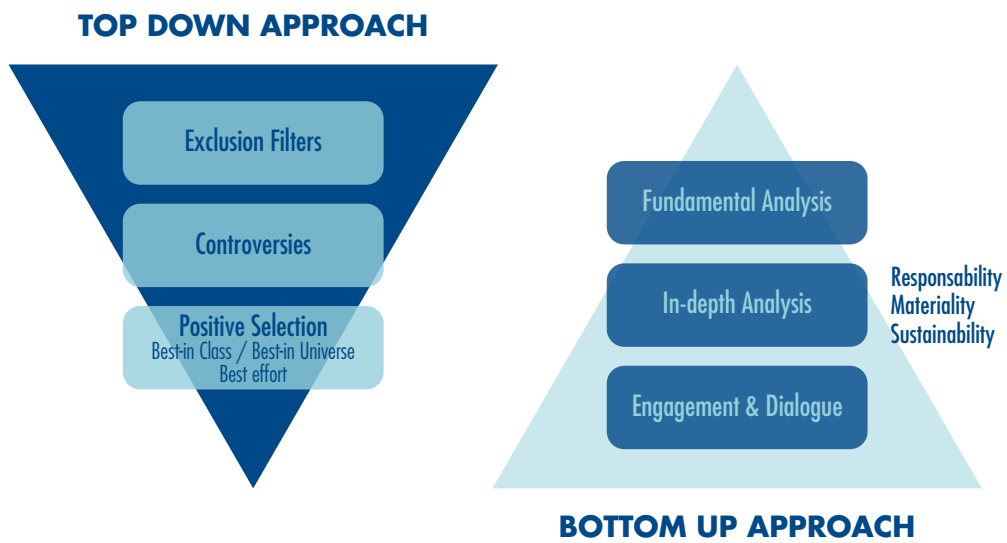 TOP DOWN APPROACH
Exclusion Filters
Controversies
Positive Selection
Best-in Class / Best-in Universe
Best effort
Fundamental Analysis
In-depth Analysis
Responsability
Materiality
Sustainability
Engagement & Dialogue
BOTTOM UP APPROACH